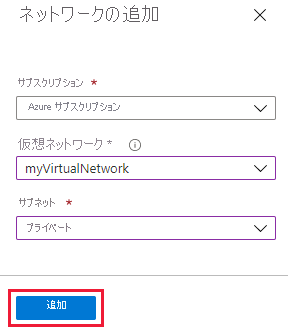 ネットワークの追加
サブスクリプション *
Azure サブスクリプション
仮想ネットワーク *
myVirtualNetwork
サブネット *
プライベート
追加